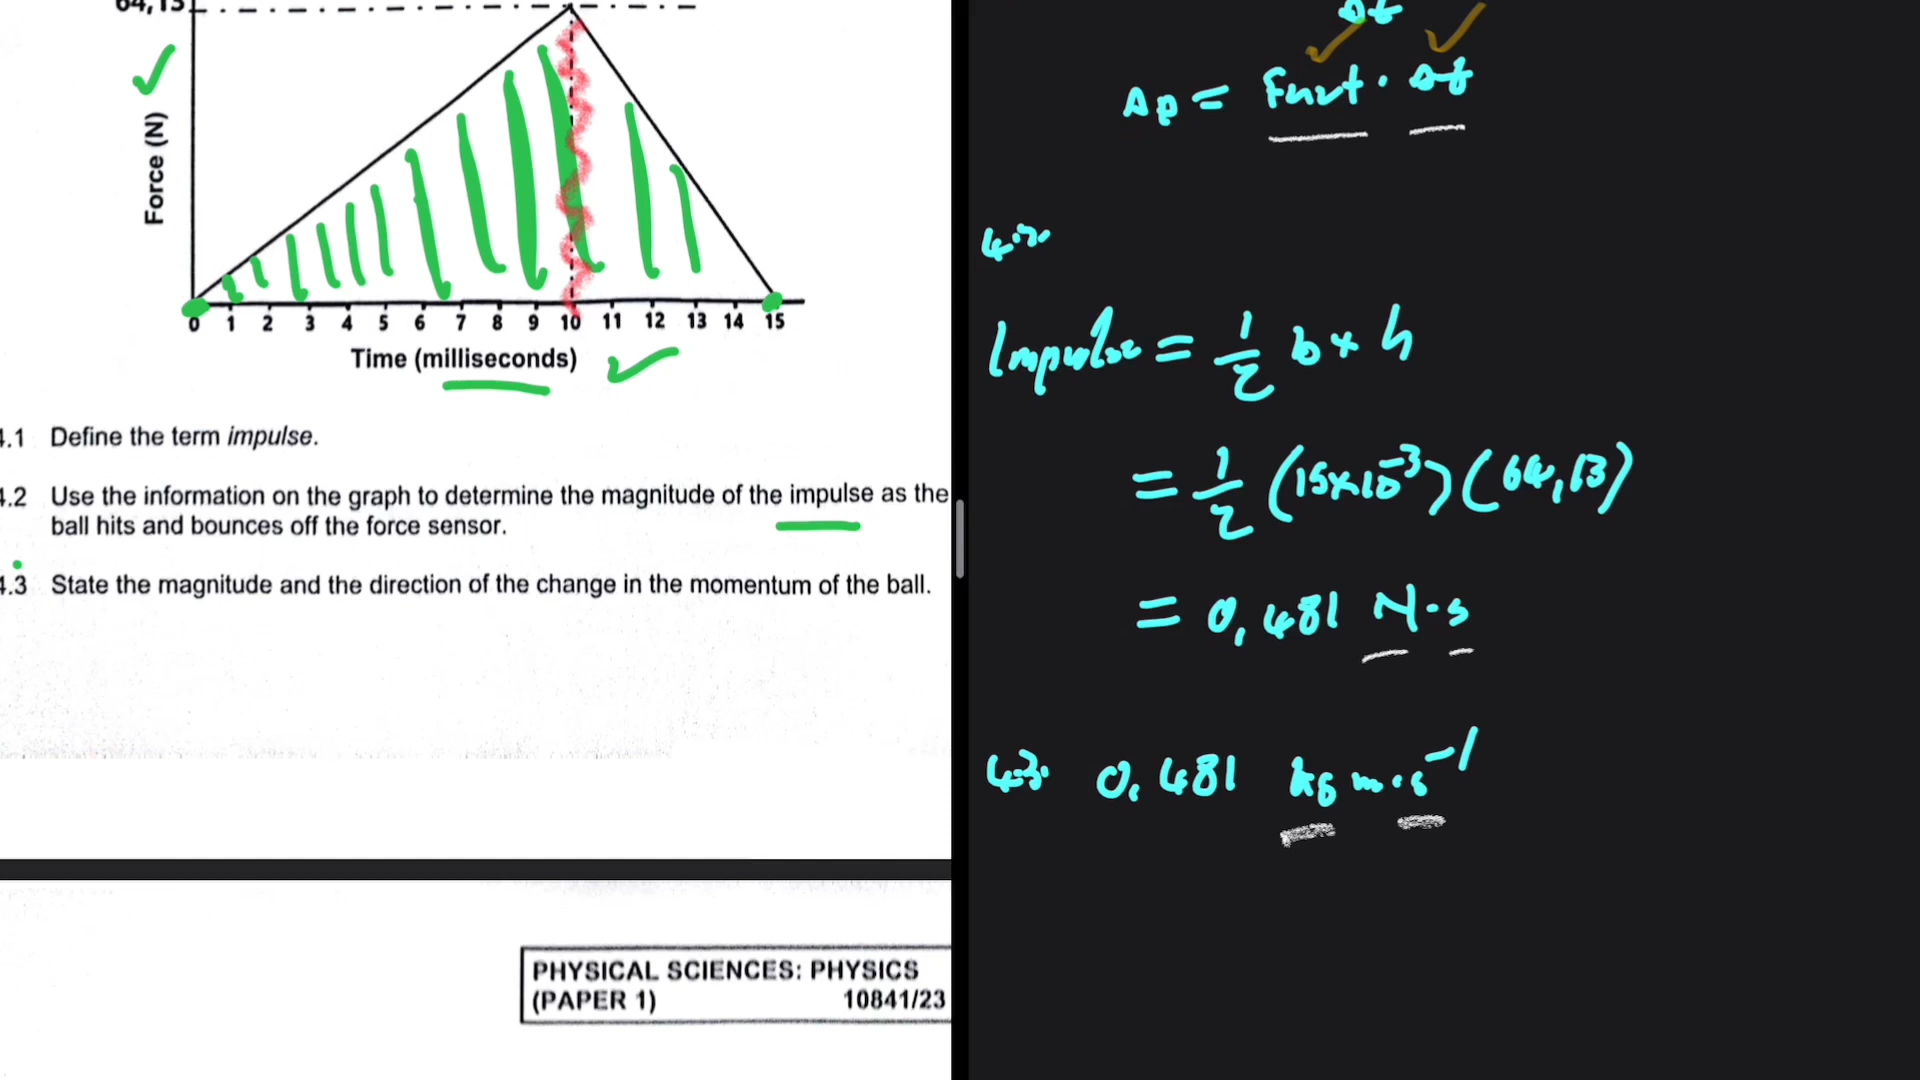 64,13
Force (N)
0 1 2 3 4 5 6 7 8 9 10 11 12 13 14 15
Time (milliseconds)
4.1 Define the term impulse.
4.2 Use the information on the graph to determine the magnitude of the impulse as the
ball hits and bounces off the force sensor.
4.3 State the magnitude and the direction of the change in the momentum of the ball.
PHYSICAL SCIENCES: PHYSICS
(PAPER 1) 10841/23
Δt
Δp = Fnet · Δt
4.2
Impulse = 1/2 b × h
= 1/2 (15×10⁻³)(64,13)
= 0,481 N·s
4.3. 0,481 kg m·s⁻¹